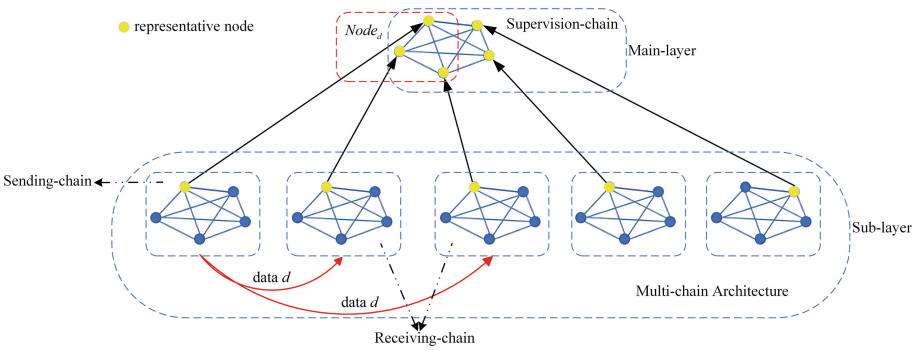 representative node
Node_d
Supervision-chain
Main-layer
Sending-chain
Sub-layer
data d
data d
Multi-chain Architecture
Receiving-chain